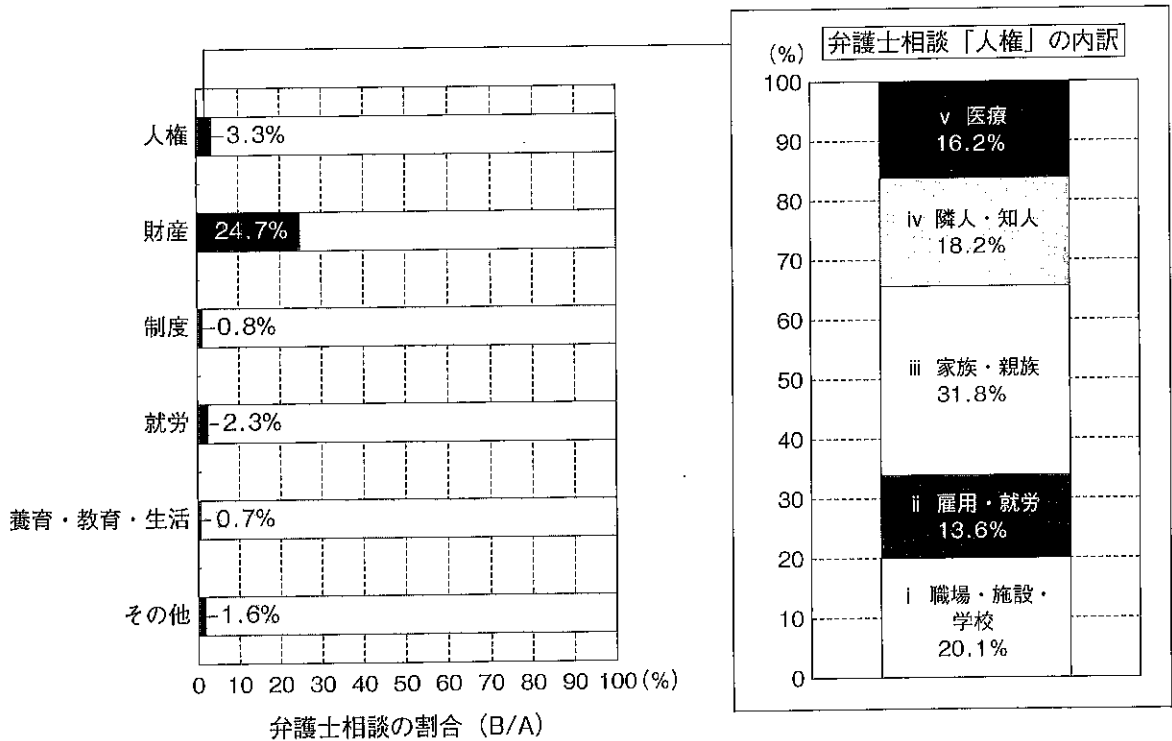 人権
3.3%
財産
24.7%
制度
0.8%
就労
2.3%
養育・教育・生活
0.7%
その他
1.6%
0 10 20 30 40 50 60 70 80 90 100(%)
弁護士相談の割合（B/A）
弁護士相談「人権」の内訳
(%)
100
90
80
70
60
50
40
30
20
10
0
ⅴ 医療
16.2%
ⅳ 隣人・知人
18.2%
ⅲ 家族・親族
31.8%
ⅱ 雇用・就労
13.6%
ⅰ 職場・施設・
学校
20.1%